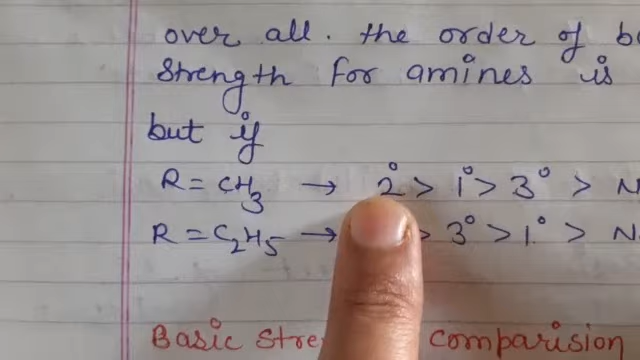 over all. the order of
Strength for amines is
but if
R = CH₃ → 2° > 1° > 3° >
R = C₂H₅ → > 3° > 1° >
Basic comparision